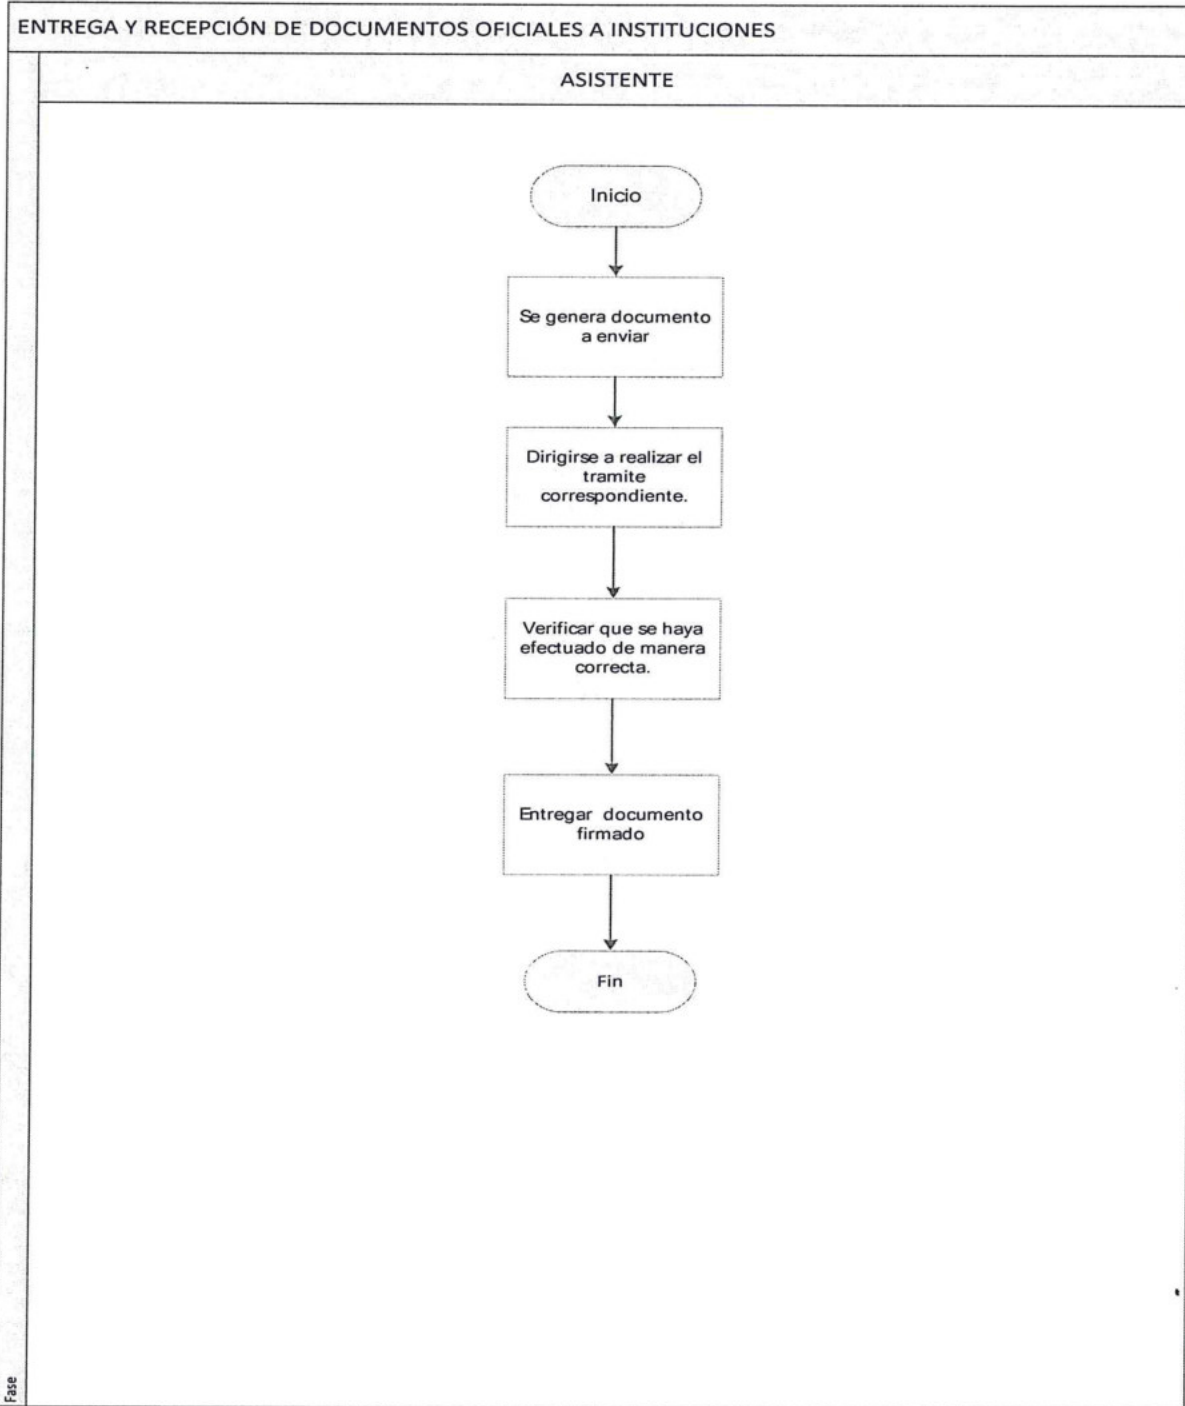 ENTREGA Y RECEPCIÓN DE DOCUMENTOS OFICIALES A INSTITUCIONES
ASISTENTE
Inicio
Se genera documento
a enviar
Dirigirse a realizar el
tramite
correspondiente.
Verificar que se haya
efectuado de manera
correcta.
Entregar documento
firmado
Fin
Fase